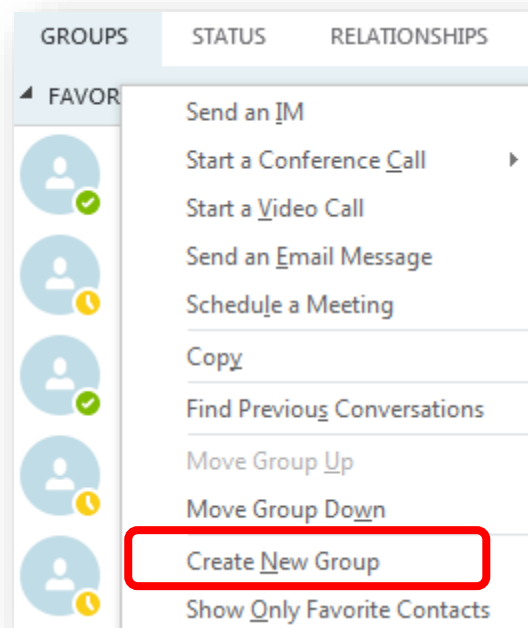 GROUPS STATUS RELATIONSHIPS
FAVOR
Send an IM
Start a Conference Call
Start a Video Call
Send an Email Message
Schedule a Meeting
Copy
Find Previous Conversations
Move Group Up
Move Group Down
Create New Group
Show Only Favorite Contacts